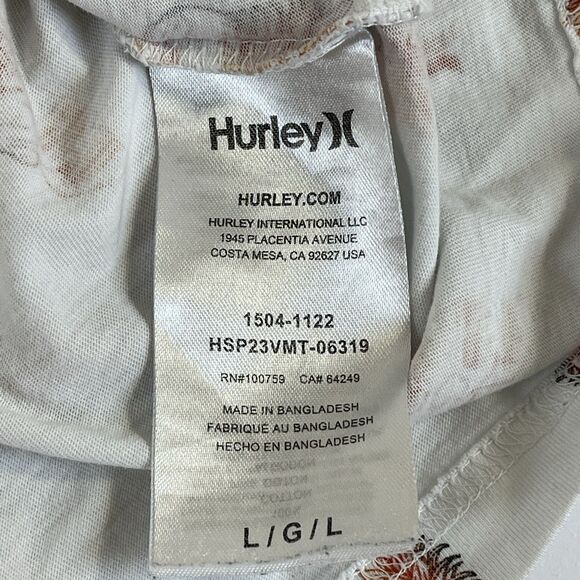 Hurley
HURLEY.COM
HURLEY INTERNATIONAL LLC
1945 PLACENTIA AVENUE
COSTA MESA, CA 92627 USA
1504-1122
HSP23VMT-06319
RN#100759 CA# 64249
MADE IN BANGLADESH
FABRIQUÉ AU BANGLADESH
HECHO EN BANGLADESH
L/G/L